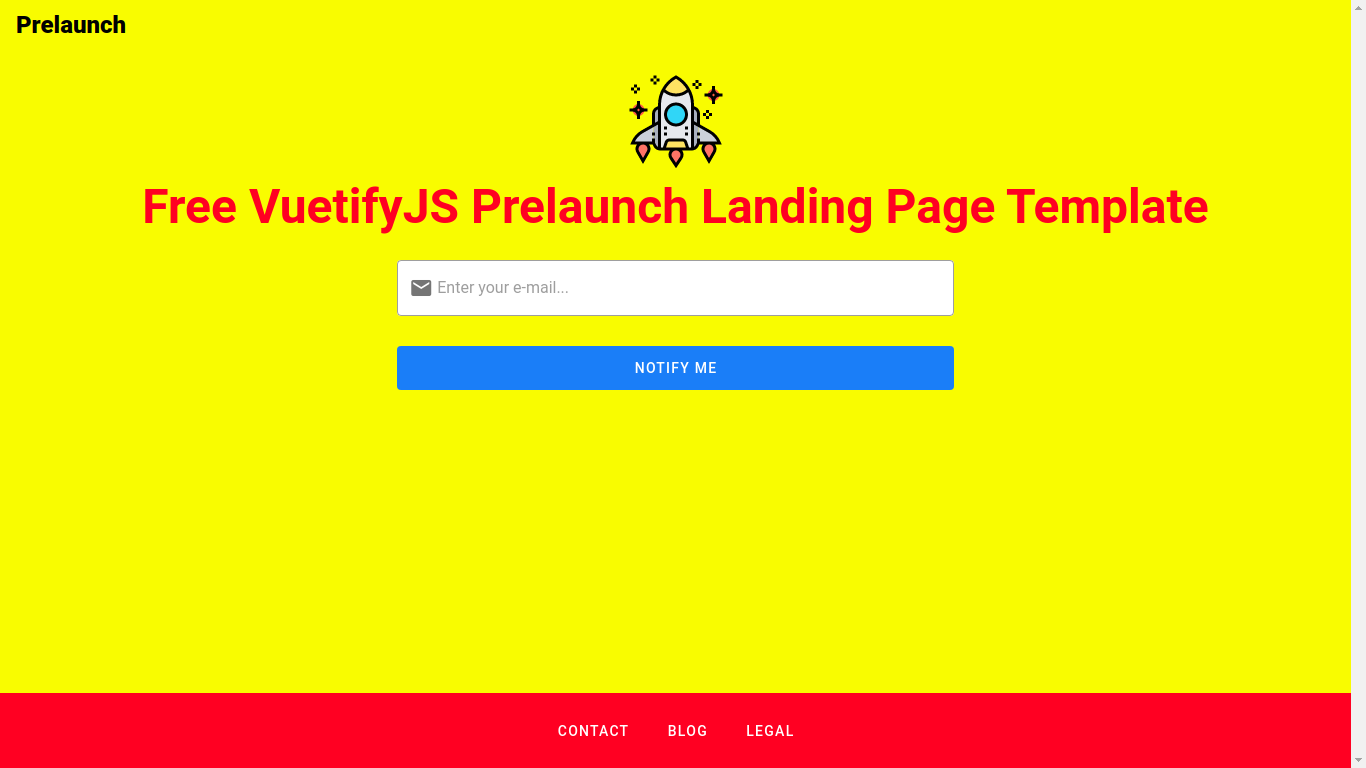 Prelaunch
Free VuetifyJS Prelaunch Landing Page Template
Enter your e-mail...
NOTIFY ME
CONTACT BLOG LEGAL